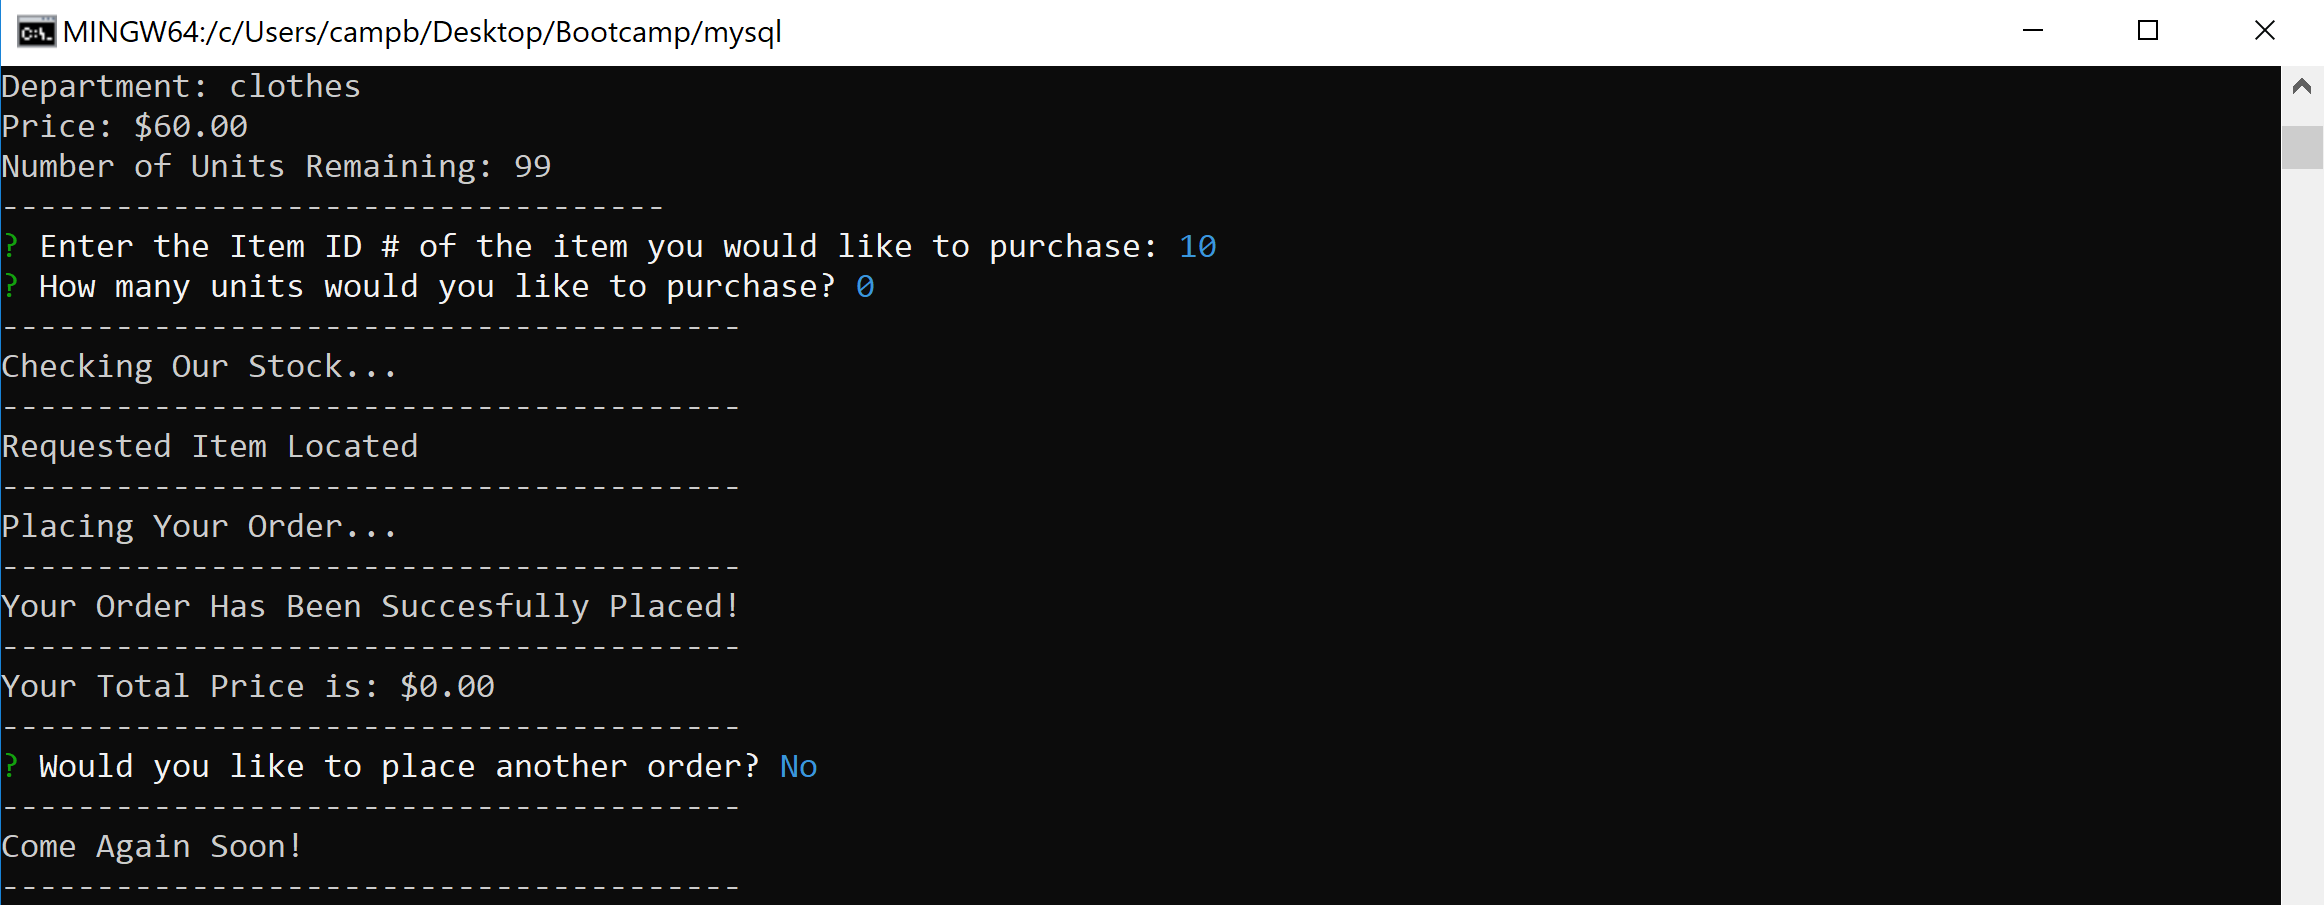 MINGW64:/c/Users/campb/Desktop/Bootcamp/mysql
Department: clothes
Price: $60.00
Number of Units Remaining: 99
-----------------------------------
? Enter the Item ID # of the item you would like to purchase: 10
? How many units would you like to purchase? 0
---------------------------------------
Checking Our Stock...
---------------------------------------
Requested Item Located
---------------------------------------
Placing Your Order...
---------------------------------------
Your Order Has Been Succesfully Placed!
---------------------------------------
Your Total Price is: $0.00
---------------------------------------
? Would you like to place another order? No
---------------------------------------
Come Again Soon!
---------------------------------------